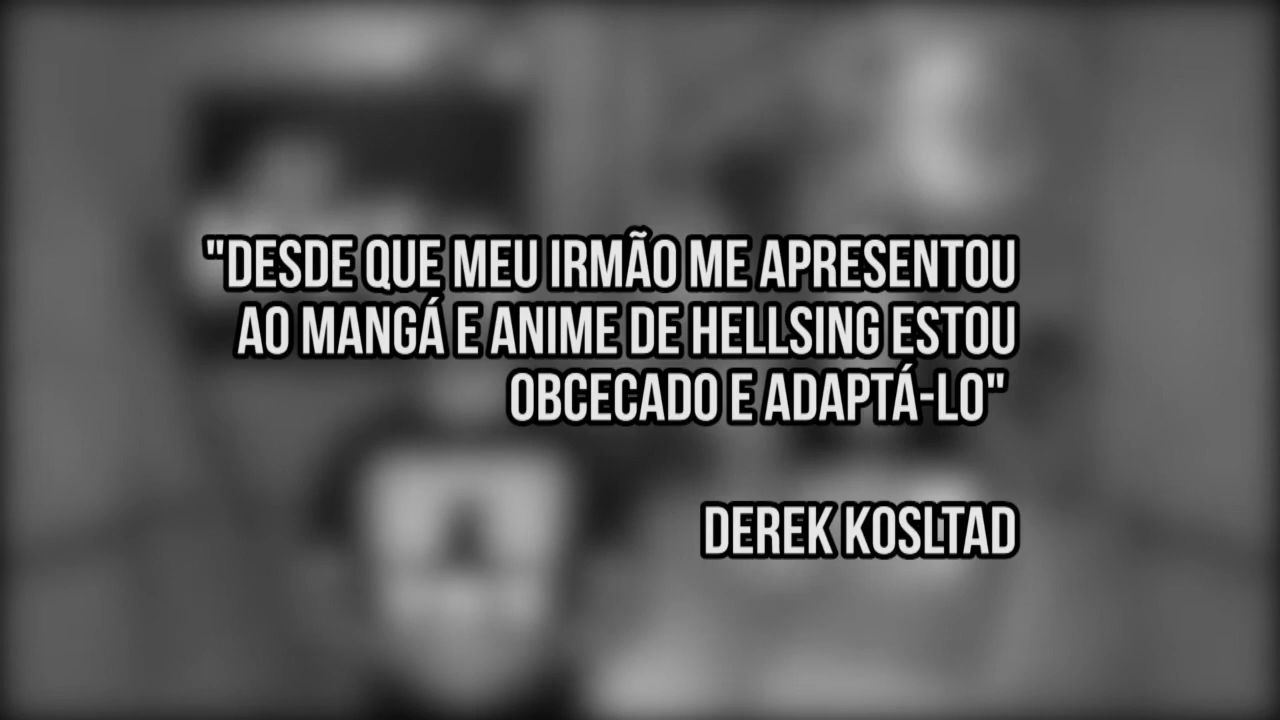 "DESDE QUE MEU IRMÃO ME APRESENTOU
AO MANGÁ E ANIME DE HELLSING ESTOU
OBCECADO E ADAPTÁ-LO"
DEREK KOSLTAD